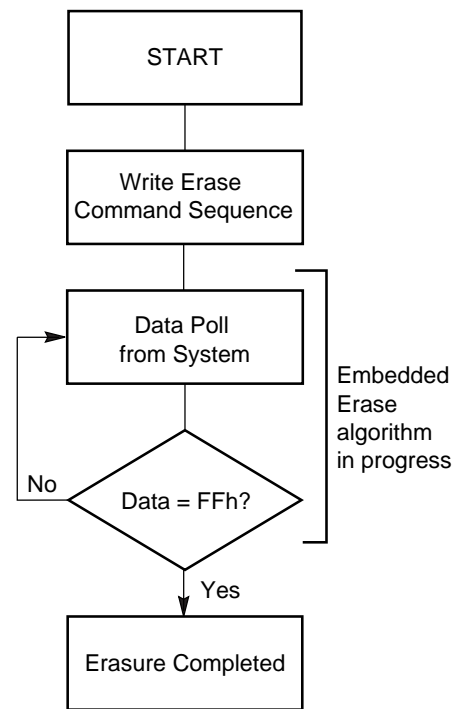 START
Write Erase
Command Sequence
Data Poll
from System
Embedded
Erase
algorithm
in progress
No
Data = FFh?
Yes
Erasure Completed